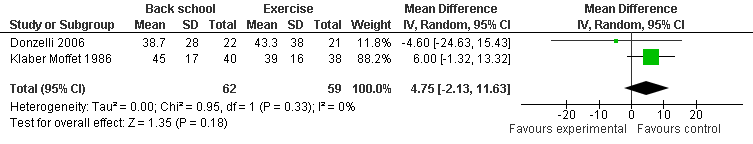 Back school Exercise Mean Difference Mean Difference
Study or Subgroup Mean SD Total Mean SD Total Weight IV, Random, 95% CI IV, Random, 95% CI
Donzelli 2006 38.7 28 22 43.3 38 21 11.8% -4.60 [-24.63, 15.43]
Klaber Moffet 1986 45 17 40 39 16 38 88.2% 6.00 [-1.32, 13.32]
Total (95% CI) 62 59 100.0% 4.75 [-2.13, 11.63]
Heterogeneity: Tau² = 0.00; Chi² = 0.95, df = 1 (P = 0.33); I² = 0%
Test for overall effect: Z = 1.35 (P = 0.18)
-20 -10 0 10 20
Favours experimental Favours control